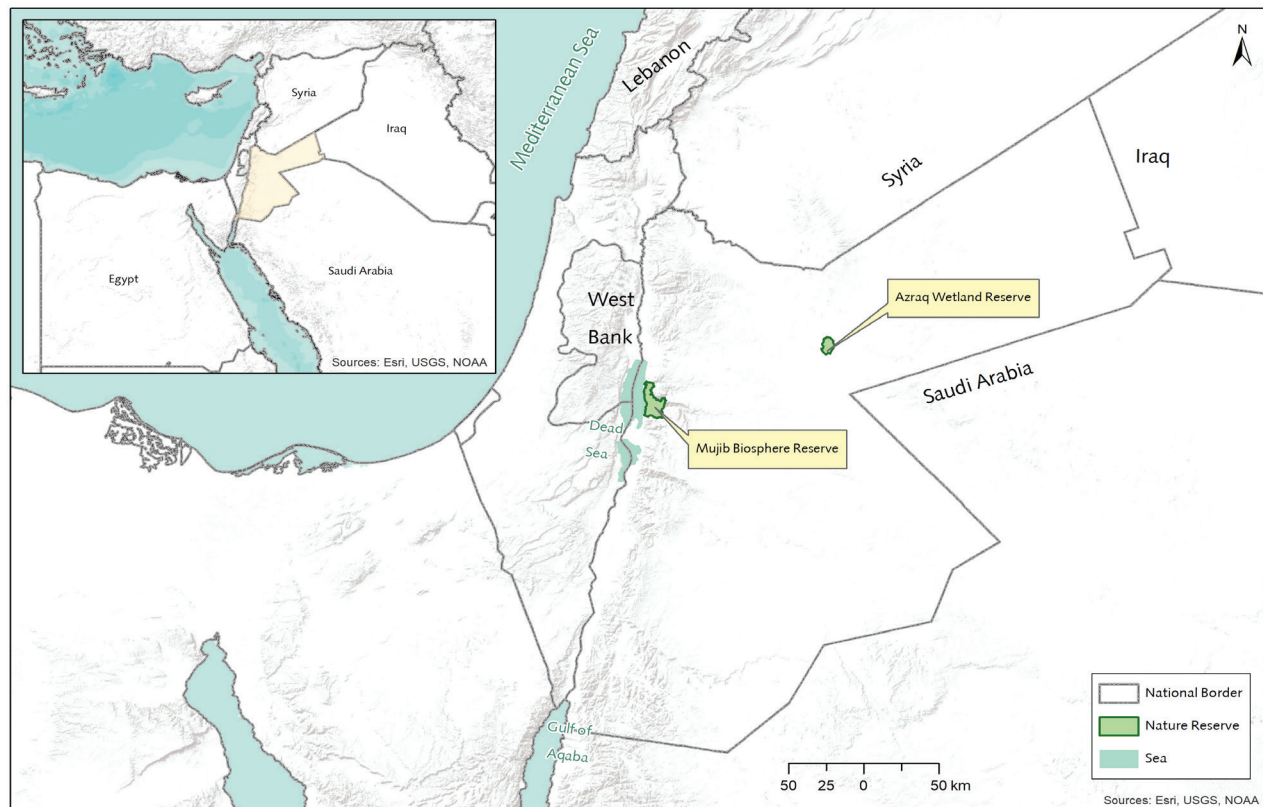 Syria
Iraq
Egypt
Saudi Arabia
Sources: Esri, USGS, NOAA
Mediterranean Sea
Lebanon
N
Syria
Iraq
Azraq Wetland Reserve
West
Bank
Saudi Arabia
Dead
Sea
Mujib Biosphere Reserve
Gulf of
Aqaba
National Border
Nature Reserve
Sea
50 25 0 50 km
Sources: Esri, USGS, NOAA